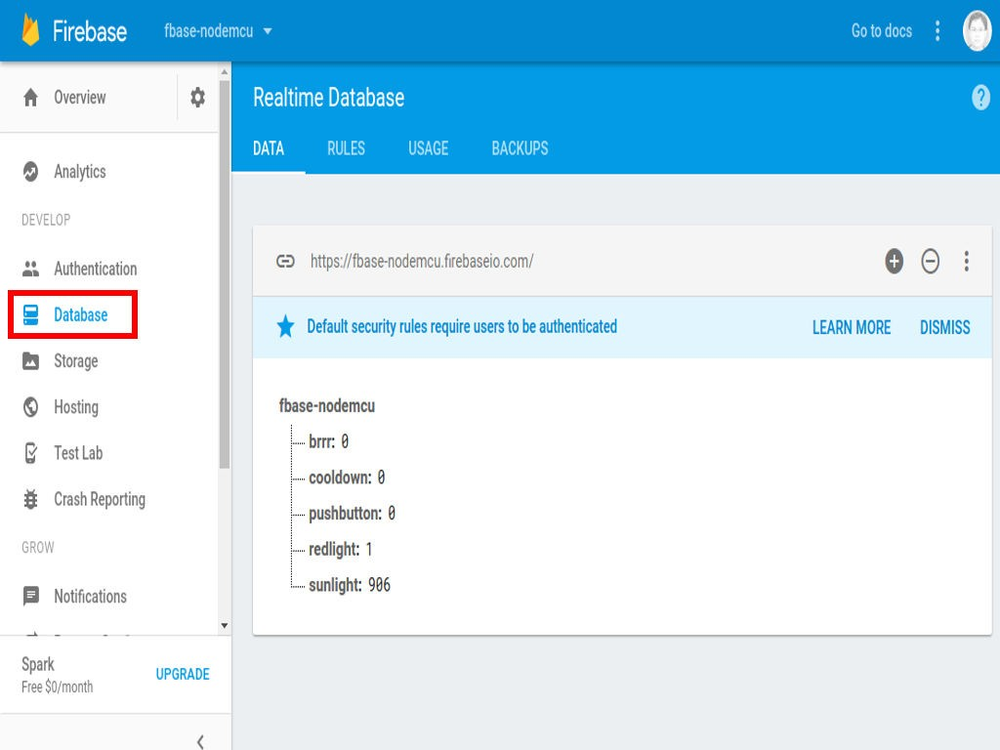 Firebase
fbase-nodemcu
Go to docs
Overview
Analytics
DEVELOP
Authentication
Database
Storage
Hosting
Test Lab
Crash Reporting
GROW
Notifications
Spark
Free $0/month
UPGRADE
Realtime Database
DATA RULES USAGE BACKUPS
https://fbase-nodemcu.firebaseio.com/
Default security rules require users to be authenticated
LEARN MORE DISMISS
fbase-nodemcu
brrr: 0
cooldown: 0
pushbutton: 0
redlight: 1
sunlight: 906